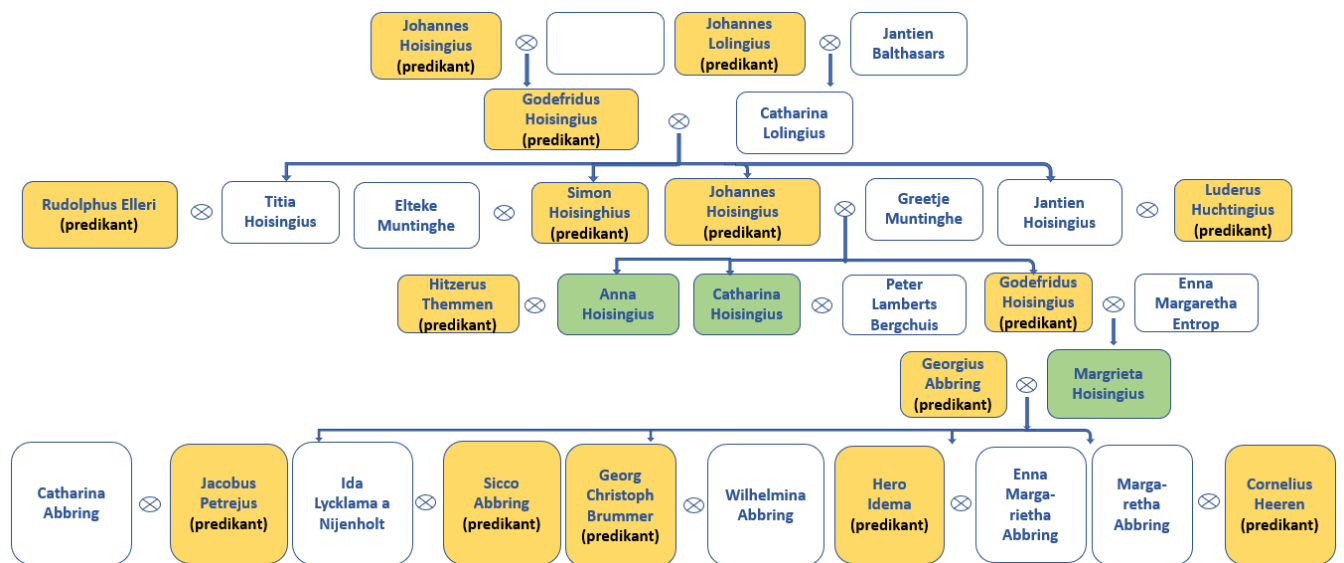 Johannes
Hoisingius
(predikant)
Johannes
Lolingius
(predikant)
Jantien
Balthasars
Godefridus
Hoisingius
(predikant)
Catharina
Lolingius
Rudolphus Elleri
(predikant)
Titia
Hoisingius
Elteke
Muntinghe
Simon
Hoisinghius
(predikant)
Johannes
Hoisingius
(predikant)
Greetje
Muntinghe
Jantien
Hoisingius
Luderus
Huchtingius
(predikant)
Hitzerus
Themmen
(predikant)
Anna
Hoisingius
Catharina
Hoisingius
Peter
Lamberts
Bergchuis
Godefridus
Hoisingius
(predikant)
Enna
Margaretha
Entrop
Georgius
Abbring
(predikant)
Margrieta
Hoisingius
Catharina
Abbring
Jacobus
Petrejus
(predikant)
Ida
Lycklama a
Nijenholt
Sicco
Abbring
(predikant)
Georg
Christoph
Brummer
(predikant)
Wilhelmina
Abbring
Hero
Idema
(predikant)
Enna
Marga-
rietha
Abbring
Marga-
retha
Abbring
Cornelius
Heeren
(predikant)